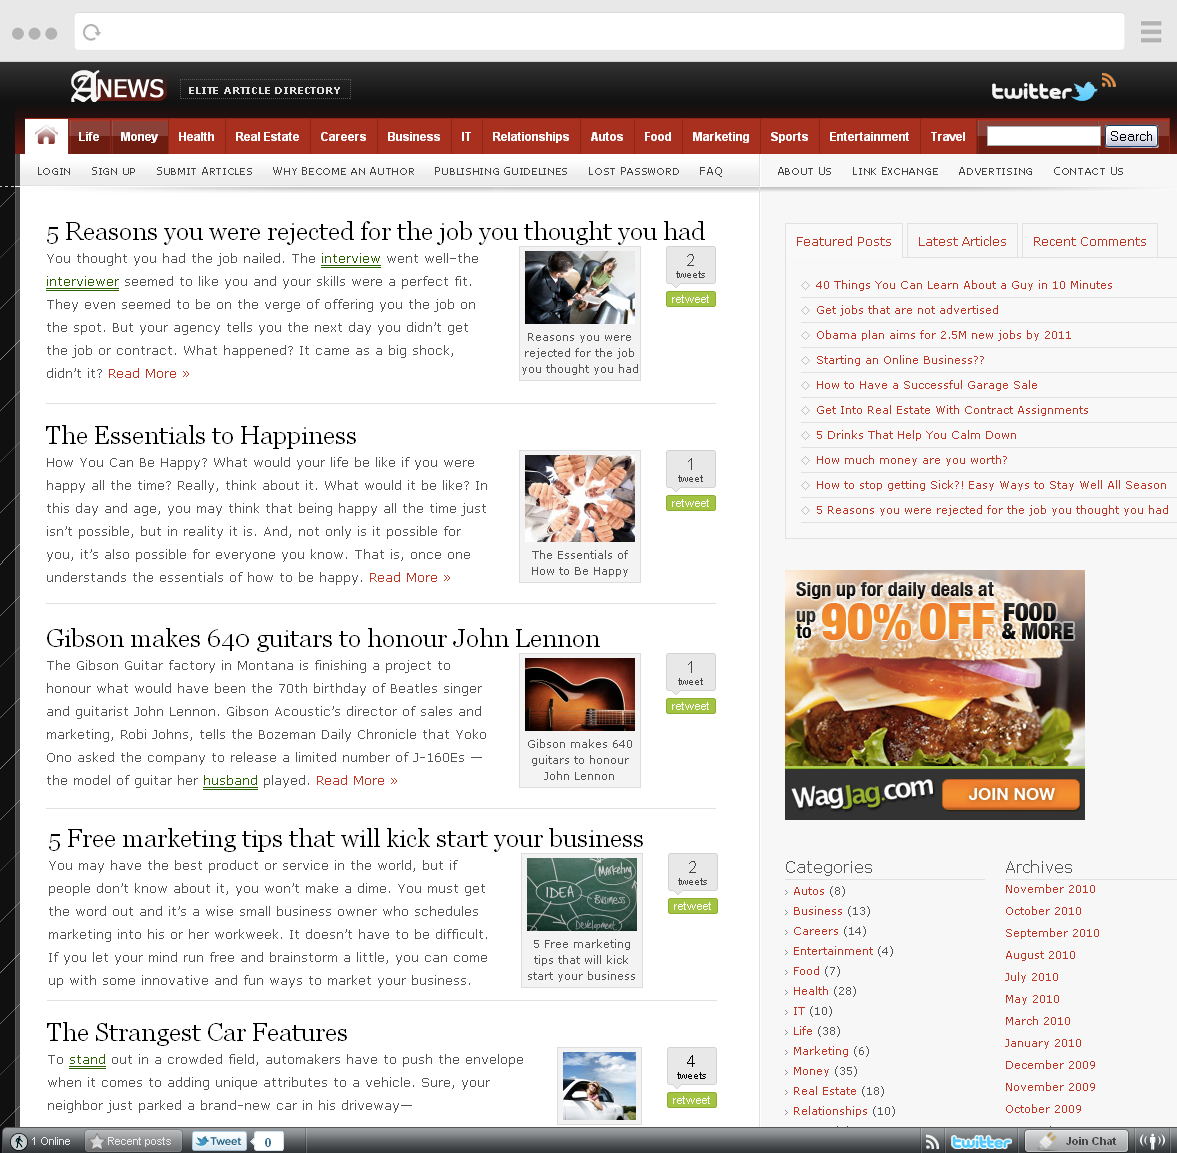 ANEWS
ELITE ARTICLE DIRECTORY
twitter
Life Money Health Real Estate Careers Business IT Relationships Autos Food Marketing Sports Entertainment Travel Search
LOGIN SIGN UP SUBMIT ARTICLES WHY BECOME AN AUTHOR PUBLISHING GUIDELINES LOST PASSWORD FAQ ABOUT US LINK EXCHANGE ADVERTISING CONTACT US
5 Reasons you were rejected for the job you thought you had
You thought you had the job nailed. The interview went well–the
interviewer seemed to like you and your skills were a perfect fit.
They even seemed to be on the verge of offering you the job on
the spot. But your agency tells you the next day you didn’t get
the job or contract. What happened? It came as a big shock,
didn’t it? Read More »
Reasons you were
rejected for the job
you thought you had
2
tweets
retweet
The Essentials to Happiness
How You Can Be Happy? What would your life be like if you were
happy all the time? Really, think about it. What would it be like? In
this day and age, you may think that being happy all the time just
isn’t possible, but in reality it is. And, not only is it possible for
you, it’s also possible for everyone you know. That is, once one
understands the essentials of how to be happy. Read More »
The Essentials of
How to Be Happy
1
tweet
retweet
Gibson makes 640 guitars to honour John Lennon
The Gibson Guitar factory in Montana is finishing a project to
honour what would have been the 70th birthday of Beatles singer
and guitarist John Lennon. Gibson Acoustic’s director of sales and
marketing, Robi Johns, tells the Bozeman Daily Chronicle that Yoko
Ono asked the company to release a limited number of J-160Es —
the model of guitar her husband played. Read More »
Gibson makes 640
guitars to honour
John Lennon
1
tweet
retweet
5 Free marketing tips that will kick start your business
You may have the best product or service in the world, but if
people don’t know about it, you won’t make a dime. You must get
the word out and it’s a wise small business owner who schedules
marketing into his or her workweek. It doesn’t have to be difficult.
If you let your mind run free and brainstorm a little, you can come
up with some innovative and fun ways to market your business.
Marketing
IDEA
Business
Development
5 Free marketing
tips that will kick
start your business
2
tweets
retweet
The Strangest Car Features
To stand out in a crowded field, automakers have to push the envelope
when it comes to adding unique attributes to a vehicle. Sure, your
neighbor just parked a brand-new car in his driveway—
4
tweets
retweet
Featured Posts Latest Articles Recent Comments
40 Things You Can Learn About a Guy in 10 Minutes
Get jobs that are not advertised
Obama plan aims for 2.5M new jobs by 2011
Starting an Online Business??
How to Have a Successful Garage Sale
Get Into Real Estate With Contract Assignments
5 Drinks That Help You Calm Down
How much money are you worth?
How to stop getting Sick?! Easy Ways to Stay Well All Season
5 Reasons you were rejected for the job you thought you had
Sign up for daily deals at
up to 90% OFF FOOD & MORE
WagJag.com JOIN NOW
Categories
Autos (8)
Business (13)
Careers (14)
Entertainment (4)
Food (7)
Health (28)
IT (10)
Life (38)
Marketing (6)
Money (35)
Real Estate (18)
Relationships (10)
Archives
November 2010
October 2010
September 2010
August 2010
July 2010
May 2010
March 2010
January 2010
December 2009
November 2009
October 2009
1 Online Recent posts Tweet 0 twitter Join Chat